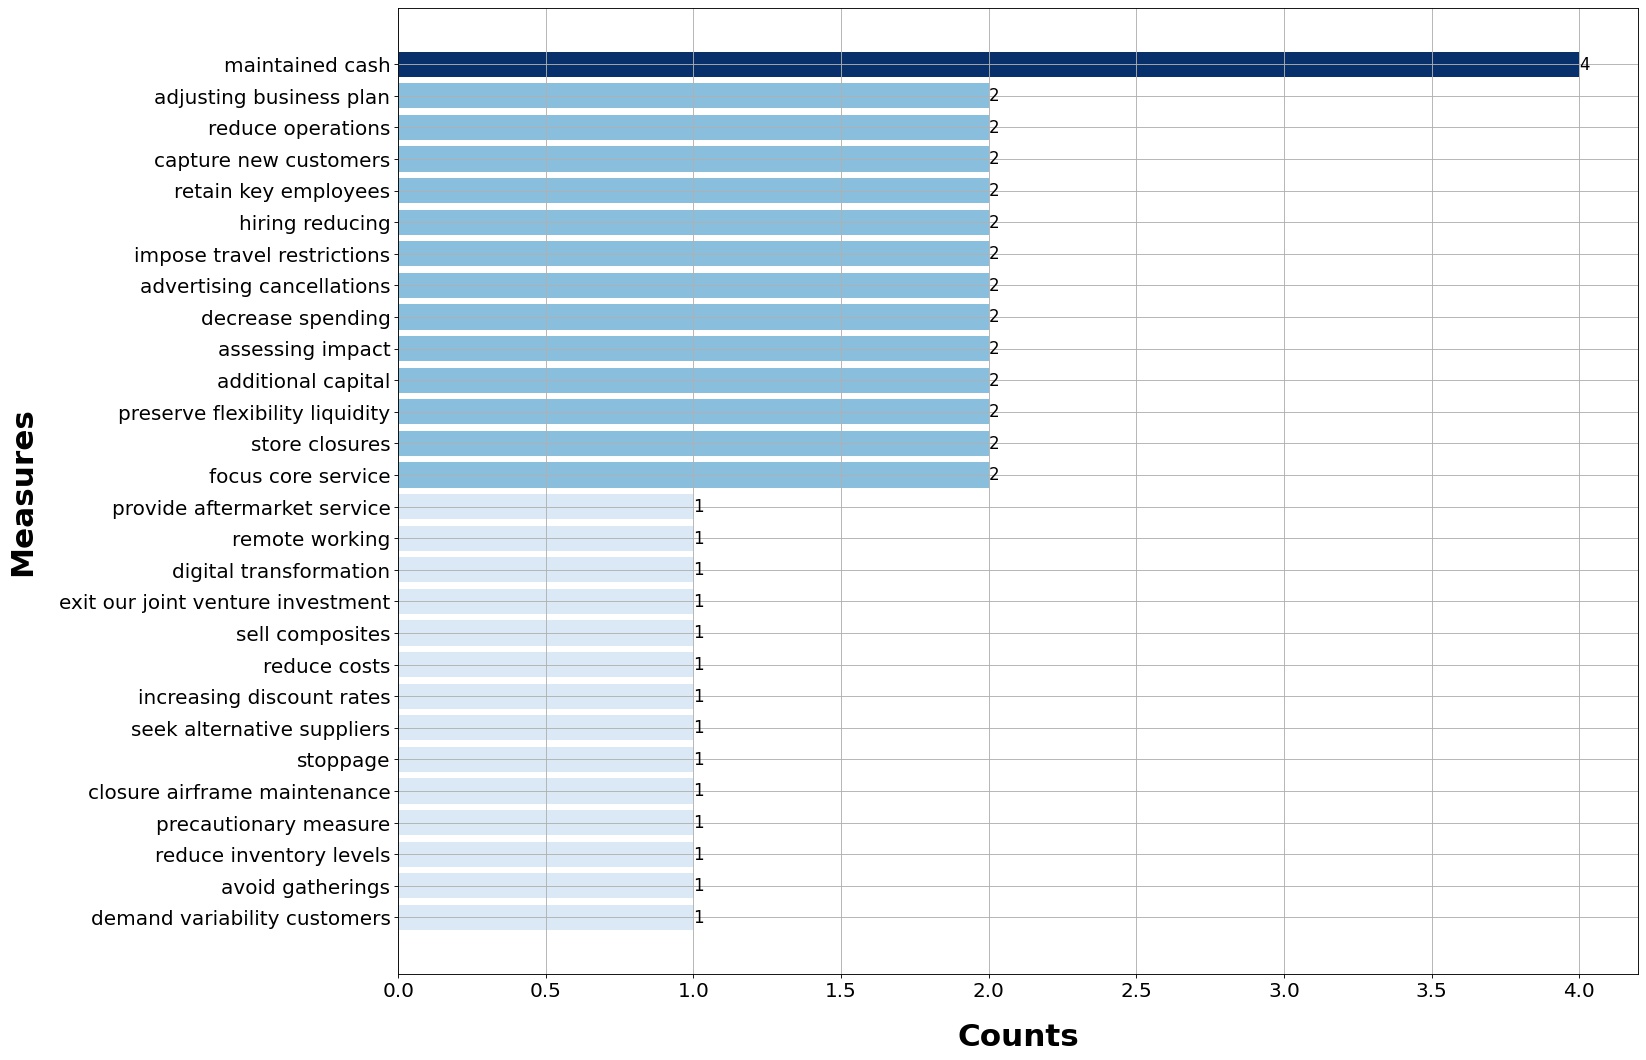 Measures
maintained cash 4
adjusting business plan 2
reduce operations 2
capture new customers 2
retain key employees 2
hiring reducing 2
impose travel restrictions 2
advertising cancellations 2
decrease spending 2
assessing impact 2
additional capital 2
preserve flexibility liquidity 2
store closures 2
focus core service 2
provide aftermarket service 1
remote working 1
digital transformation 1
exit our joint venture investment 1
sell composites 1
reduce costs 1
increasing discount rates 1
seek alternative suppliers 1
stoppage 1
closure airframe maintenance 1
precautionary measure 1
reduce inventory levels 1
avoid gatherings 1
demand variability customers 1
0.0 0.5 1.0 1.5 2.0 2.5 3.0 3.5 4.0
Counts